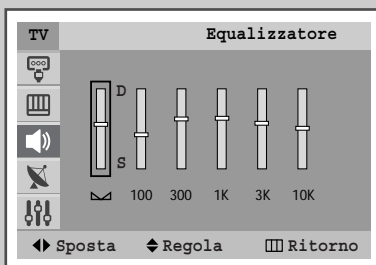 TV Equalizzatore
D
S
100 300 1K 3K 10K
Sposta Regola Ritorno